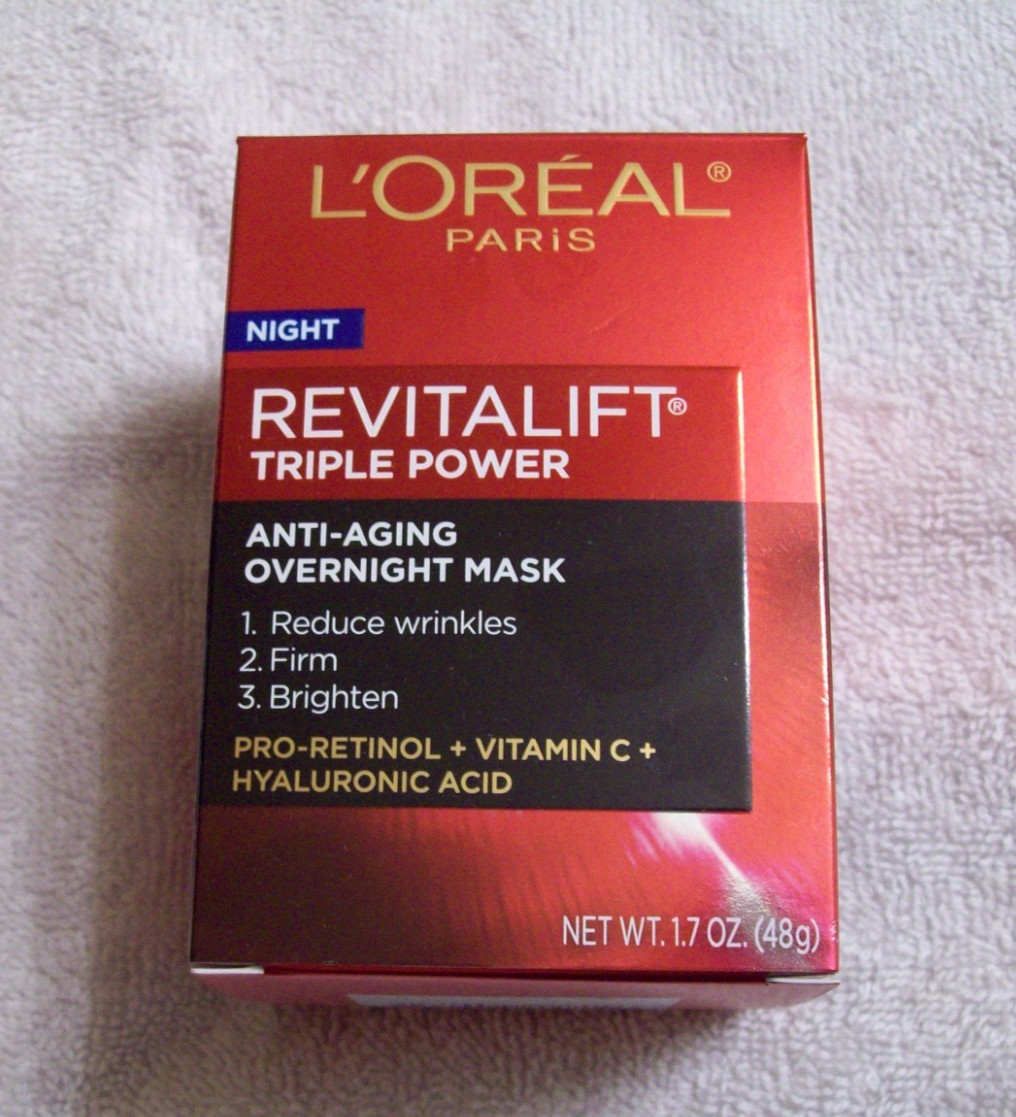 L'ORÉAL®
PARiS
NIGHT
REVITALIFT®
TRIPLE POWER
ANTI-AGING
OVERNIGHT MASK
1. Reduce wrinkles
2. Firm
3. Brighten
PRO-RETINOL + VITAMIN C +
HYALURONIC ACID
NET WT. 1.7 OZ. (48g)